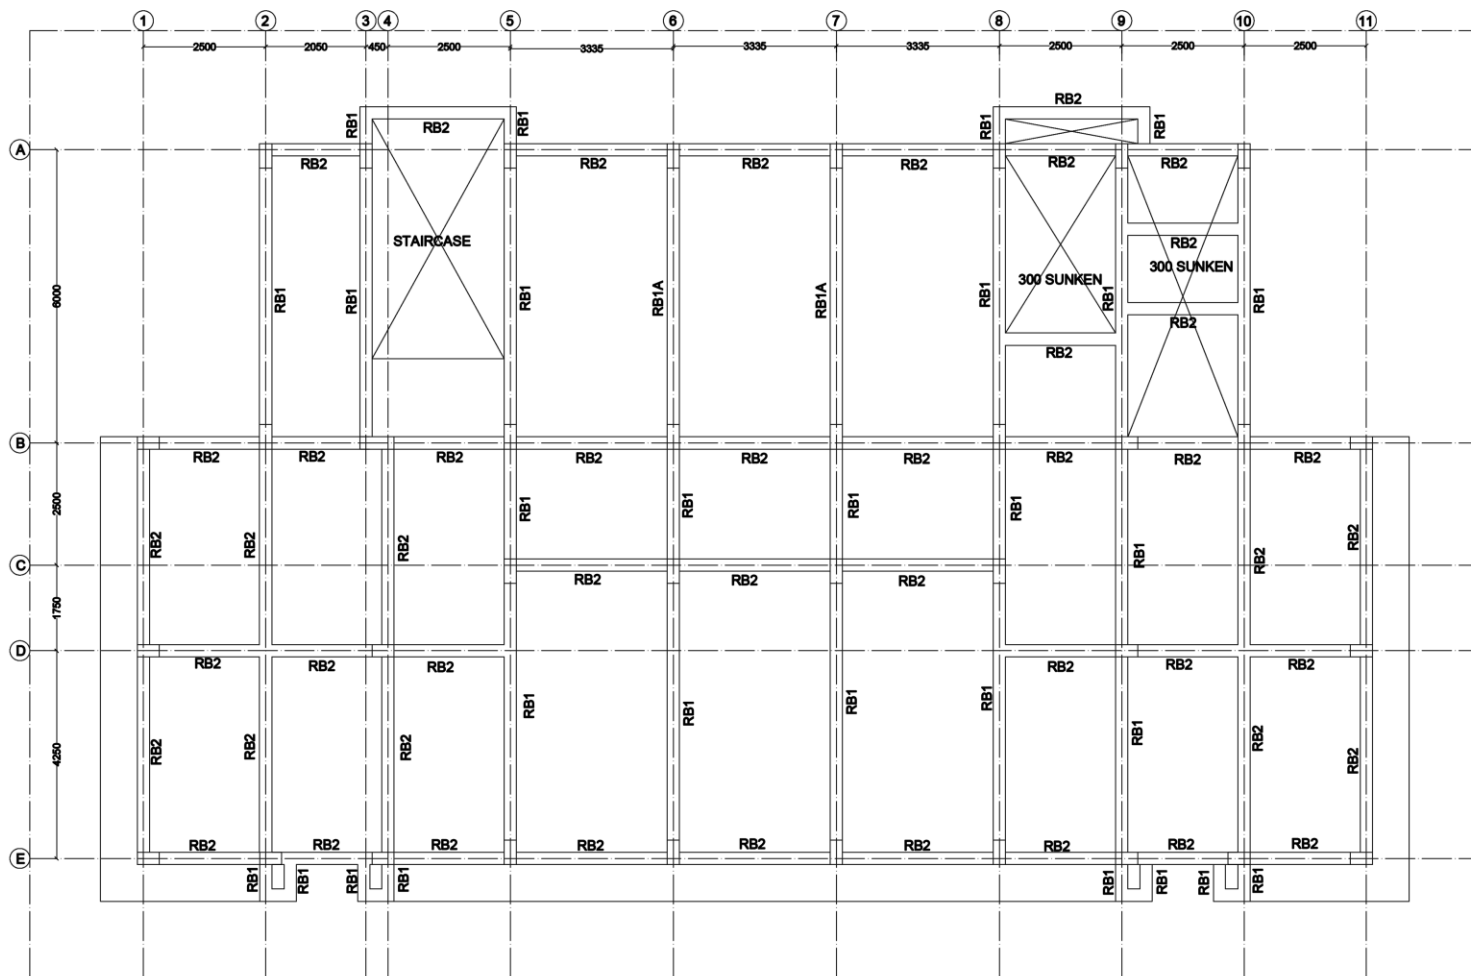 1 2 3 4 5 6 7 8 9 10 11
2500 2050 450 2500 3335 3335 3335 2500 2500 2500
RB2
RB1 RB2 RB1 RB1 RB1
A
RB2 RB2 RB2 RB2 RB2 RB2
STAIRCASE
RB2
300 SUNKEN
300 SUNKEN
6000 RB1 RB1 RB1 RB1A RB1A RB1 RB1 RB1
RB2
RB2
B
RB2 RB2 RB2 RB2 RB2 RB2 RB2 RB2 RB2
2500 RB1 RB1 RB1 RB1
RB2 RB2 RB2 RB1 RB2 RB2
C
RB2 RB2 RB2
1750
D
RB2 RB2 RB2 RB2 RB2 RB2
RB1 RB1 RB1 RB1
4250 RB2 RB2 RB2 RB1 RB2 RB2
RB2 RB2 RB2 RB2 RB2 RB2 RB2 RB2 RB2
E
RB1 RB1 RB1 RB1 RB1 RB1 RB1 RB1